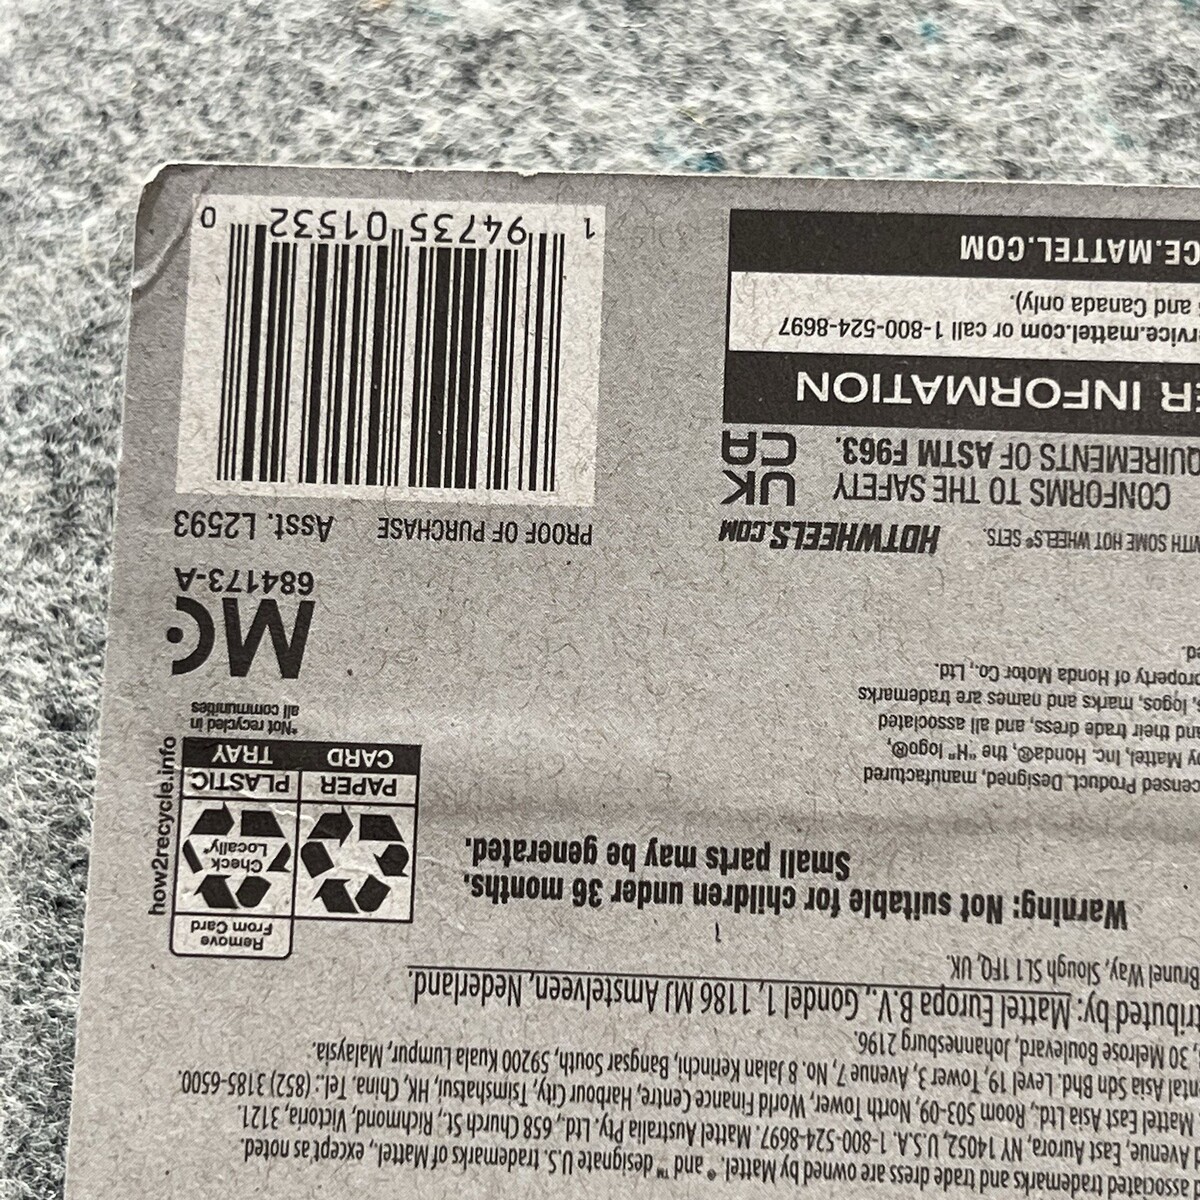 associated trademarks and trade dress are owned by Mattel. ® and ™ designate U.S. trademarks of Mattel, except as noted.
Avenue, East Aurora, NY 14052, U.S.A. 1-800-524-8697. Mattel Australia Pty. Ltd., 658 Church St., Richmond, Victoria, 3121.
Mattel East Asia Ltd., Room 503-09, North Tower, World Finance Centre, Harbour City, Tsimshatsui, HK, China. Tel.: (852) 3185-6500.
ntal Asia Sdn Bhd. Level 19, Tower 3, Avenue 7, No. 8 Jalan Kerinchi, Bangsar South, 59200 Kuala Lumpur, Malaysia.
, 30 Melrose Boulevard, Johannesburg 2196.
tributed by: Mattel Europa B.V., Gondel 1, 1186 MJ Amstelveen, Nederland.
Brunel Way, Slough SL1 1FQ, UK.
Warning: Not suitable for children under 36 months.
Small parts may be generated.
Remove
From Card
Check
Locally*
PAPER
CARD
PLASTIC
TRAY
how2recycle.info
*Not recycled in
all communities
censed Product. Designed, manufactured
by Mattel, Inc. Honda®, the "H" logo®,
and their trade dress, and all associated
, logos, marks and names are trademarks
property of Honda Motor Co., Ltd.
ed.
MC
684173-A
WITH SOME HOT WHEELS® SETS.
HOTWHEELS.COM
CONFORMS TO THE SAFETY
QUIREMENTS OF ASTM F963.
UK
CA
PROOF OF PURCHASE
Asst. L2593
ER INFORMATION
ervice.mattel.com or call 1-800-524-8697
and Canada only).
CE.MATTEL.COM
1 94735 01532 0